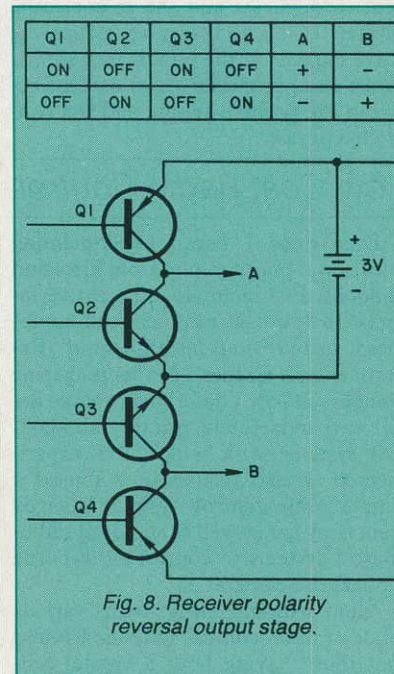 Q1 Q2 Q3 Q4 A B
ON OFF ON OFF + -
OFF ON OFF ON - +
Q1
A
+
3V
-
Q2
Q3
B
Q4
Fig. 8. Receiver polarity
reversal output stage.